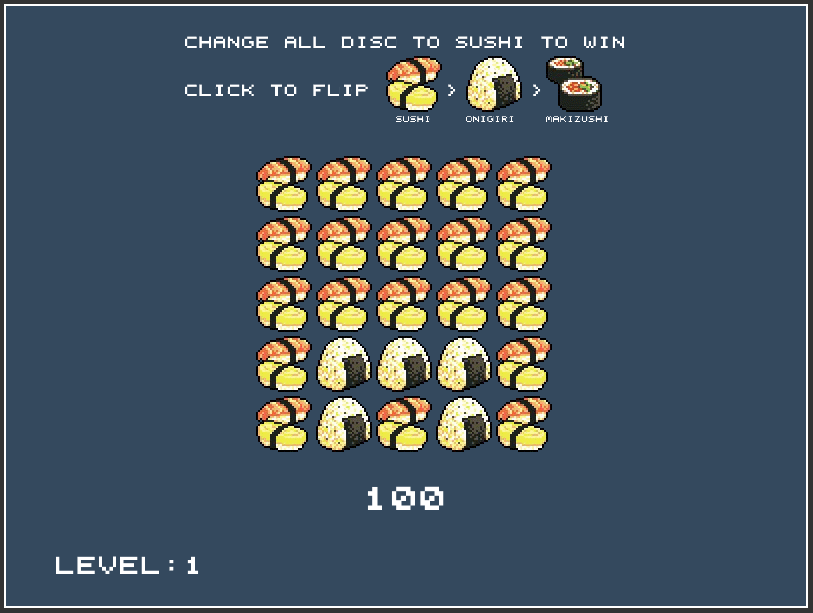 CHANGE ALL DISC TO SUSHI TO WIN
CLICK TO FLIP > >
SUSHI ONIGIRI MAKIZUSHI
100
LEVEL:1